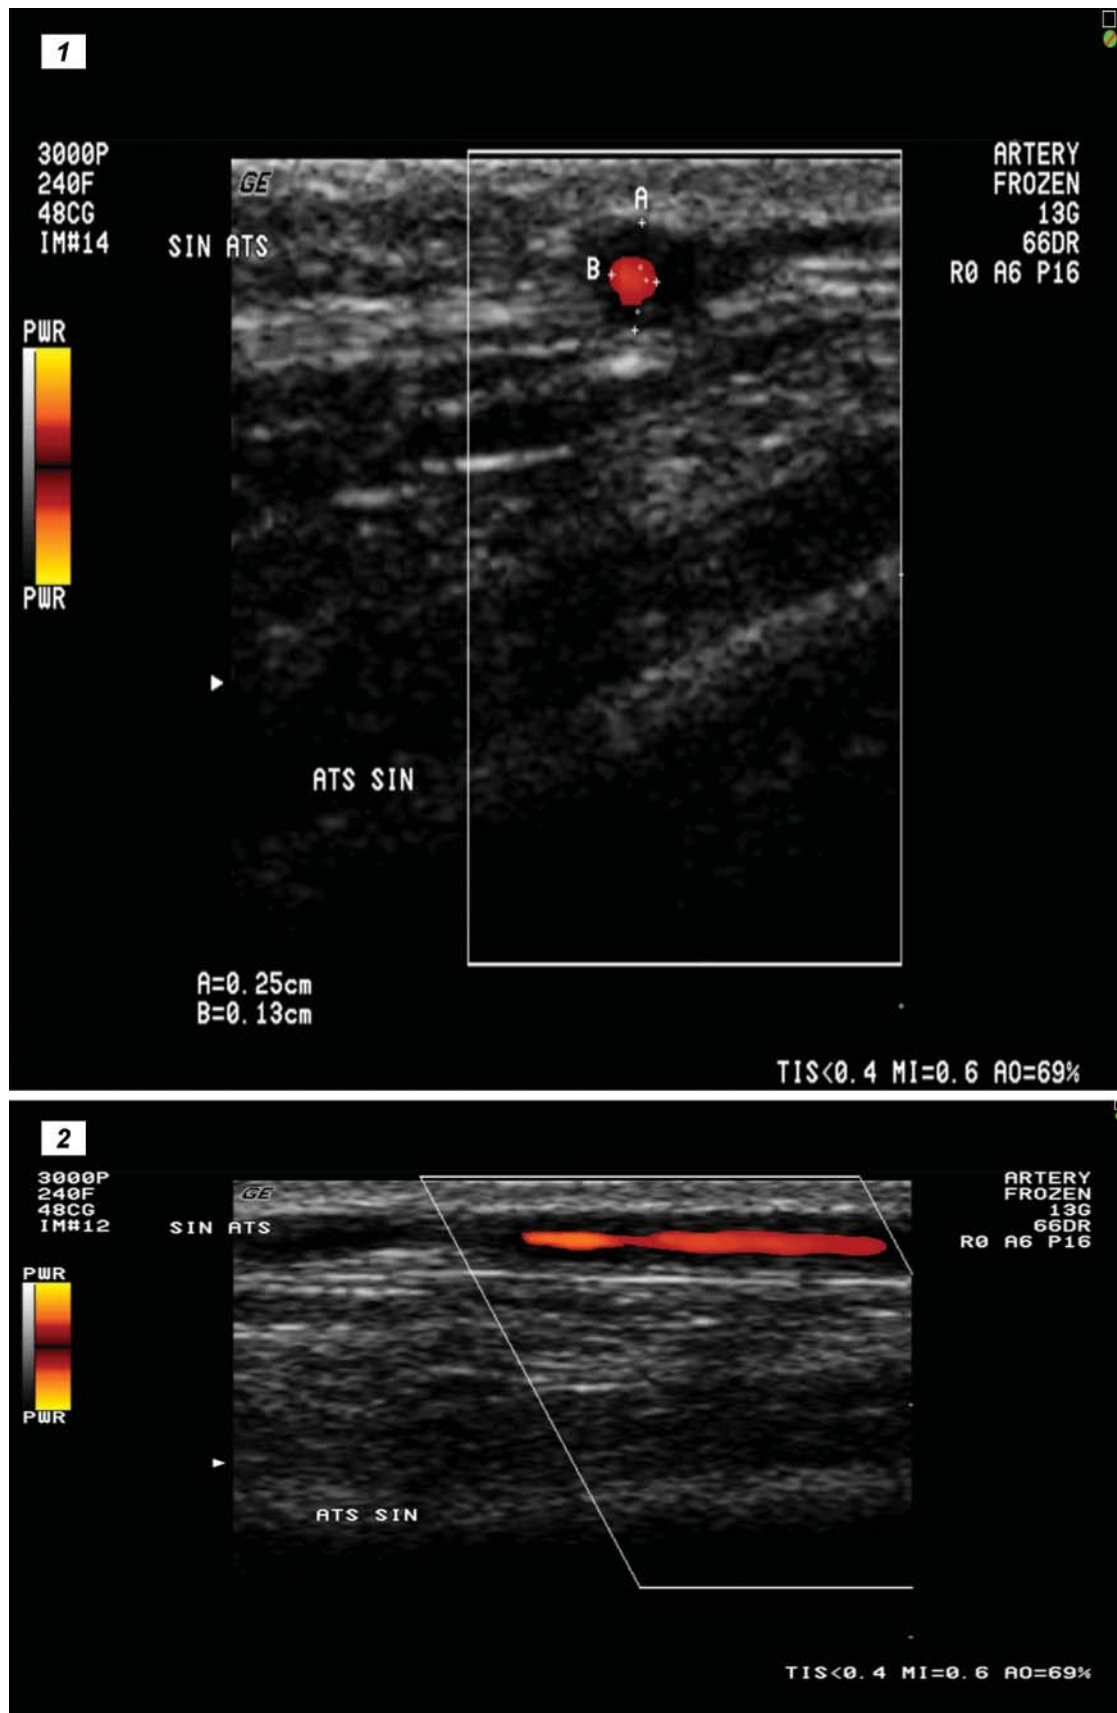 1
3000P
240F
48CG
IM#14
SIN ATS
GE
ARTERY
FROZEN
13G
66DR
R0 A6 P16
A
B
PWR
PWR
ATS SIN
A=0.25cm
B=0.13cm
TIS<0.4 MI=0.6 AO=69%
2
3000P
240F
48CG
IM#12
SIN ATS
GE
ARTERY
FROZEN
13G
66DR
R0 A6 P16
PWR
PWR
ATS SIN
TIS<0.4 MI=0.6 AO=69%